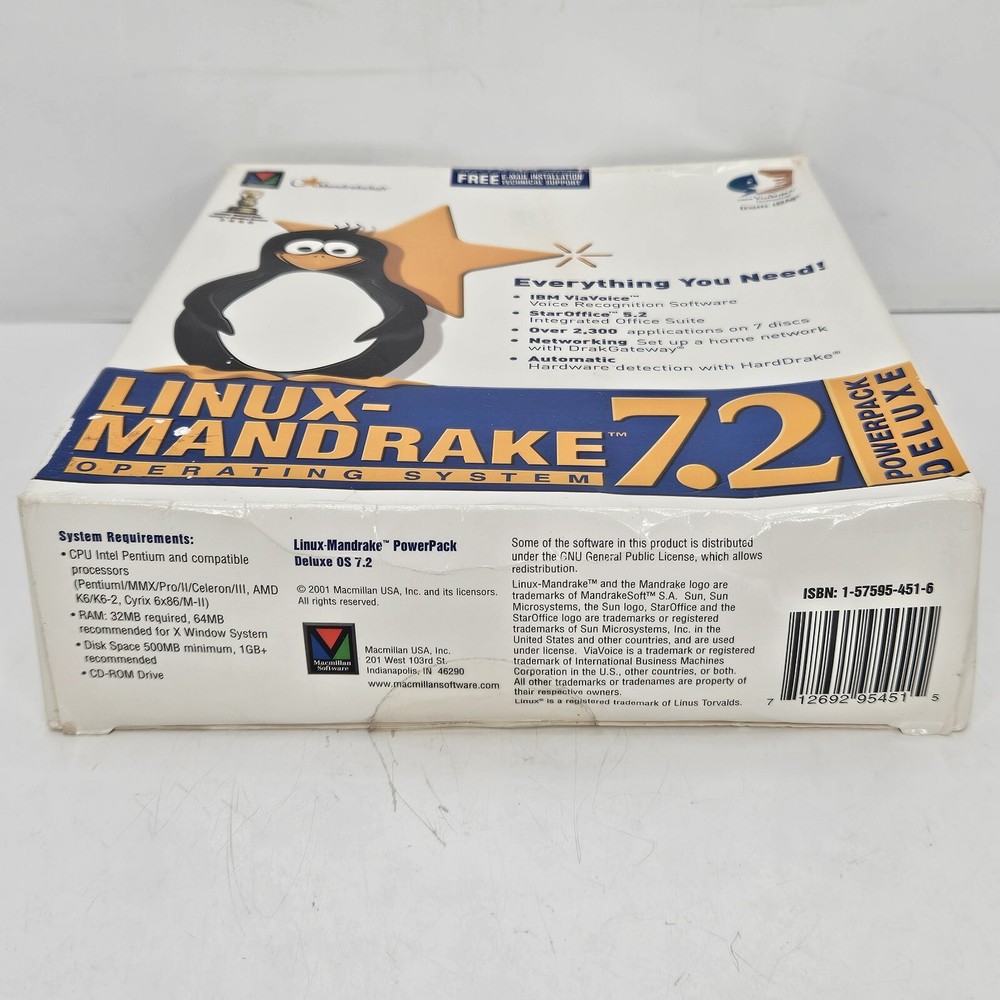 MandrakeSoft
FREE E-MAIL INSTALLATION
TECHNICAL SUPPORT
ViaVoice
Everything You Need!
• IBM ViaVoice™
Voice Recognition Software
• StarOffice™ 5.2
Integrated Office Suite
• Over 2,300 applications on 7 discs
• Networking Set up a home network
with DrakGateway®
• Automatic
Hardware detection with HardDrake®
LINUX-
MANDRAKE™ 7.2
OPERATING SYSTEM
POWERPACK
DELUXE
System Requirements:
• CPU Intel Pentium and compatible
processors
(PentiumI/MMX/Pro/II/Celeron/III, AMD
K6/K6-2, Cyrix 6x86/M-II)
• RAM: 32MB required, 64MB
recommended for X Window System
• Disk Space 500MB minimum, 1GB+
recommended
• CD-ROM Drive
Linux-Mandrake™ PowerPack
Deluxe OS 7.2
© 2001 Macmillan USA, Inc. and its licensors.
All rights reserved.
Macmillan
Software
Macmillan USA, Inc.
201 West 103rd St.
Indianapolis, IN 46290
www.macmillansoftware.com
Some of the software in this product is distributed
under the GNU General Public License, which allows
redistribution.
Linux-Mandrake™ and the Mandrake logo are
trademarks of MandrakeSoft™ S.A. Sun, Sun
Microsystems, the Sun logo, StarOffice and the
StarOffice logo are trademarks or registered
trademarks of Sun Microsystems, Inc. in the
United States and other countries, and are used
under license. ViaVoice is a trademark or registered
trademark of International Business Machines
Corporation in the U.S., other countries, or both.
All other trademarks or tradenames are property of
their respective owners.
Linux® is a registered trademark of Linus Torvalds.
ISBN: 1-57595-451-6
7 12692 95451 5